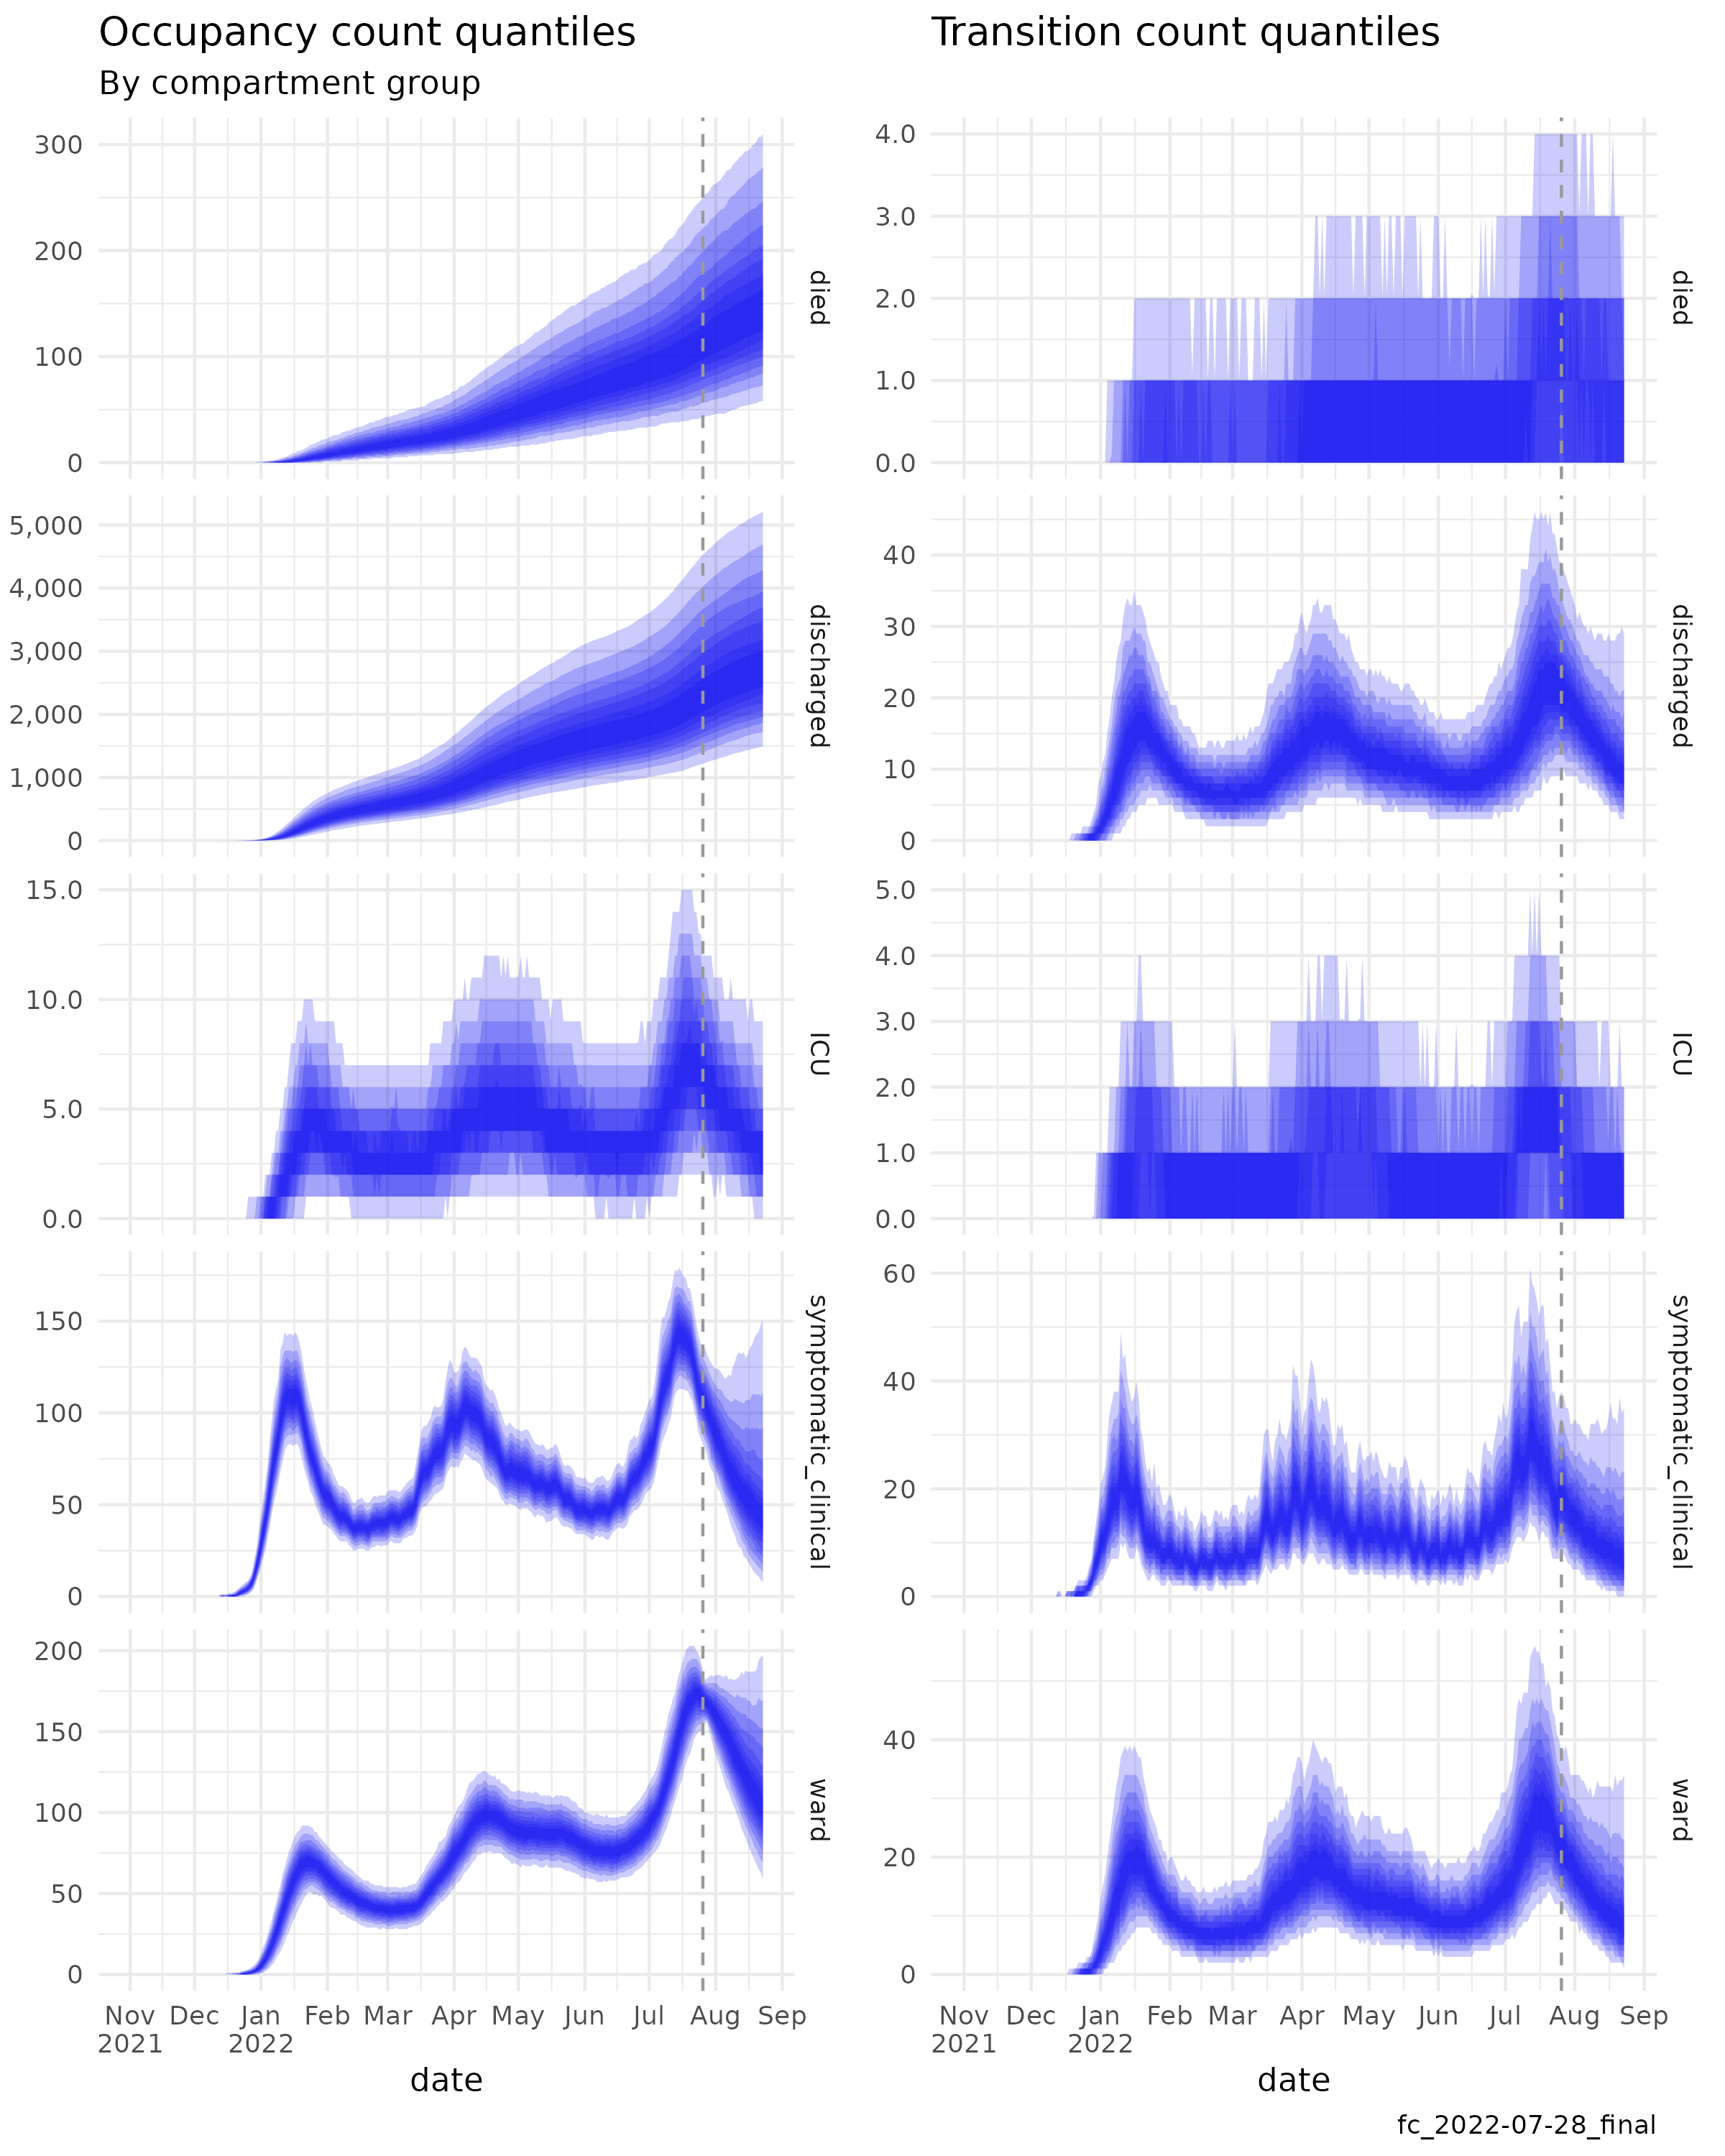 Occupancy count quantiles
By compartment group
Transition count quantiles
300
200
100
0
died
4.0
3.0
2.0
1.0
0.0
died
5,000
4,000
3,000
2,000
1,000
0
discharged
40
30
20
10
0
discharged
15.0
10.0
5.0
0.0
ICU
5.0
4.0
3.0
2.0
1.0
0.0
ICU
150
100
50
0
symptomatic_clinical
60
40
20
0
symptomatic_clinical
200
150
100
50
0
ward
40
20
0
ward
Nov Dec Jan Feb Mar Apr May Jun Jul Aug Sep
2021 2022
date
Nov Dec Jan Feb Mar Apr May Jun Jul Aug Sep
2021 2022
date
fc_2022-07-28_final